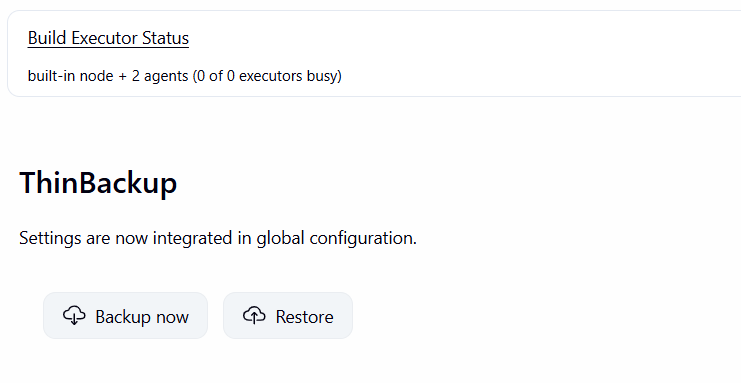 Build Executor Status
built-in node + 2 agents (0 of 0 executors busy)
ThinBackup
Settings are now integrated in global configuration.
Backup now
Restore